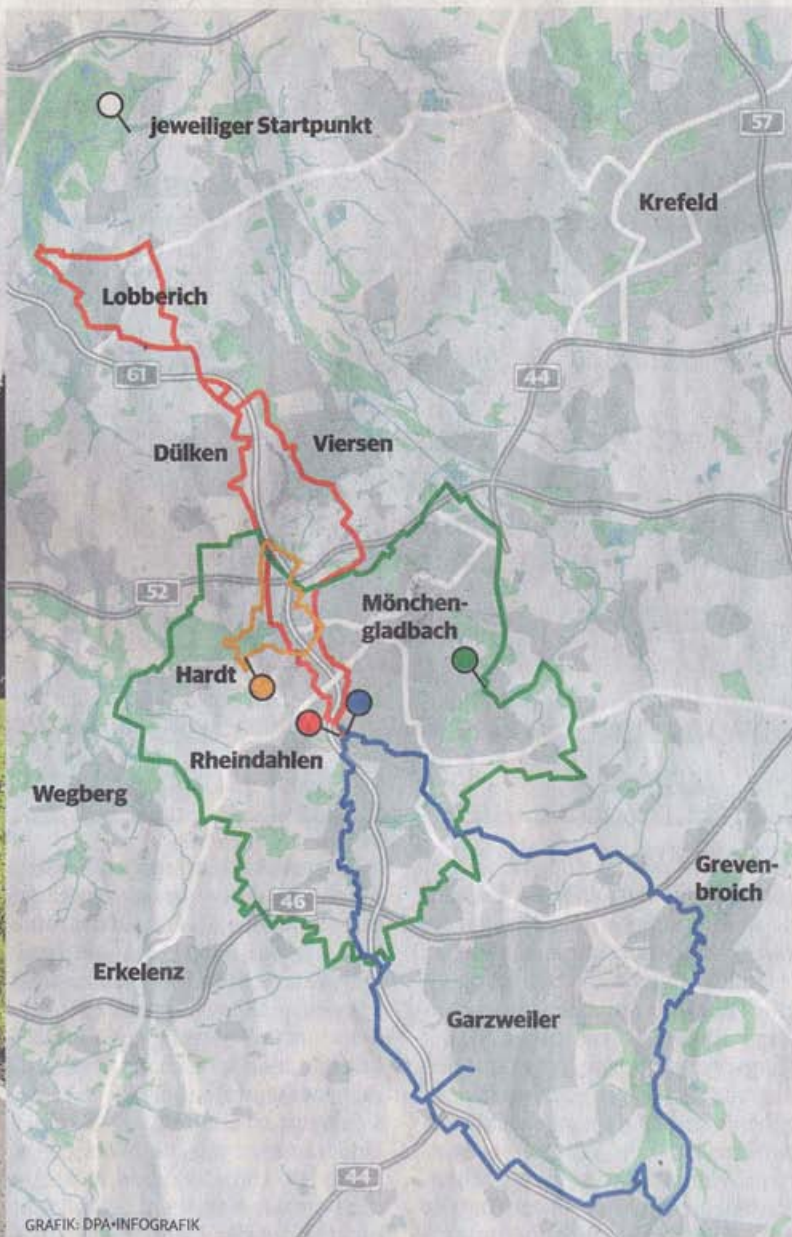 jeweiliger Startpunkt
57
Krefeld
Lobberich
61
44
Dülken
Viersen
52
Mönchen-
gladbach
Hardt
Rheindahlen
Wegberg
Greven-
broich
46
Erkelenz
Garzweiler
44
GRAFIK: DPA•INFOGRAFIK